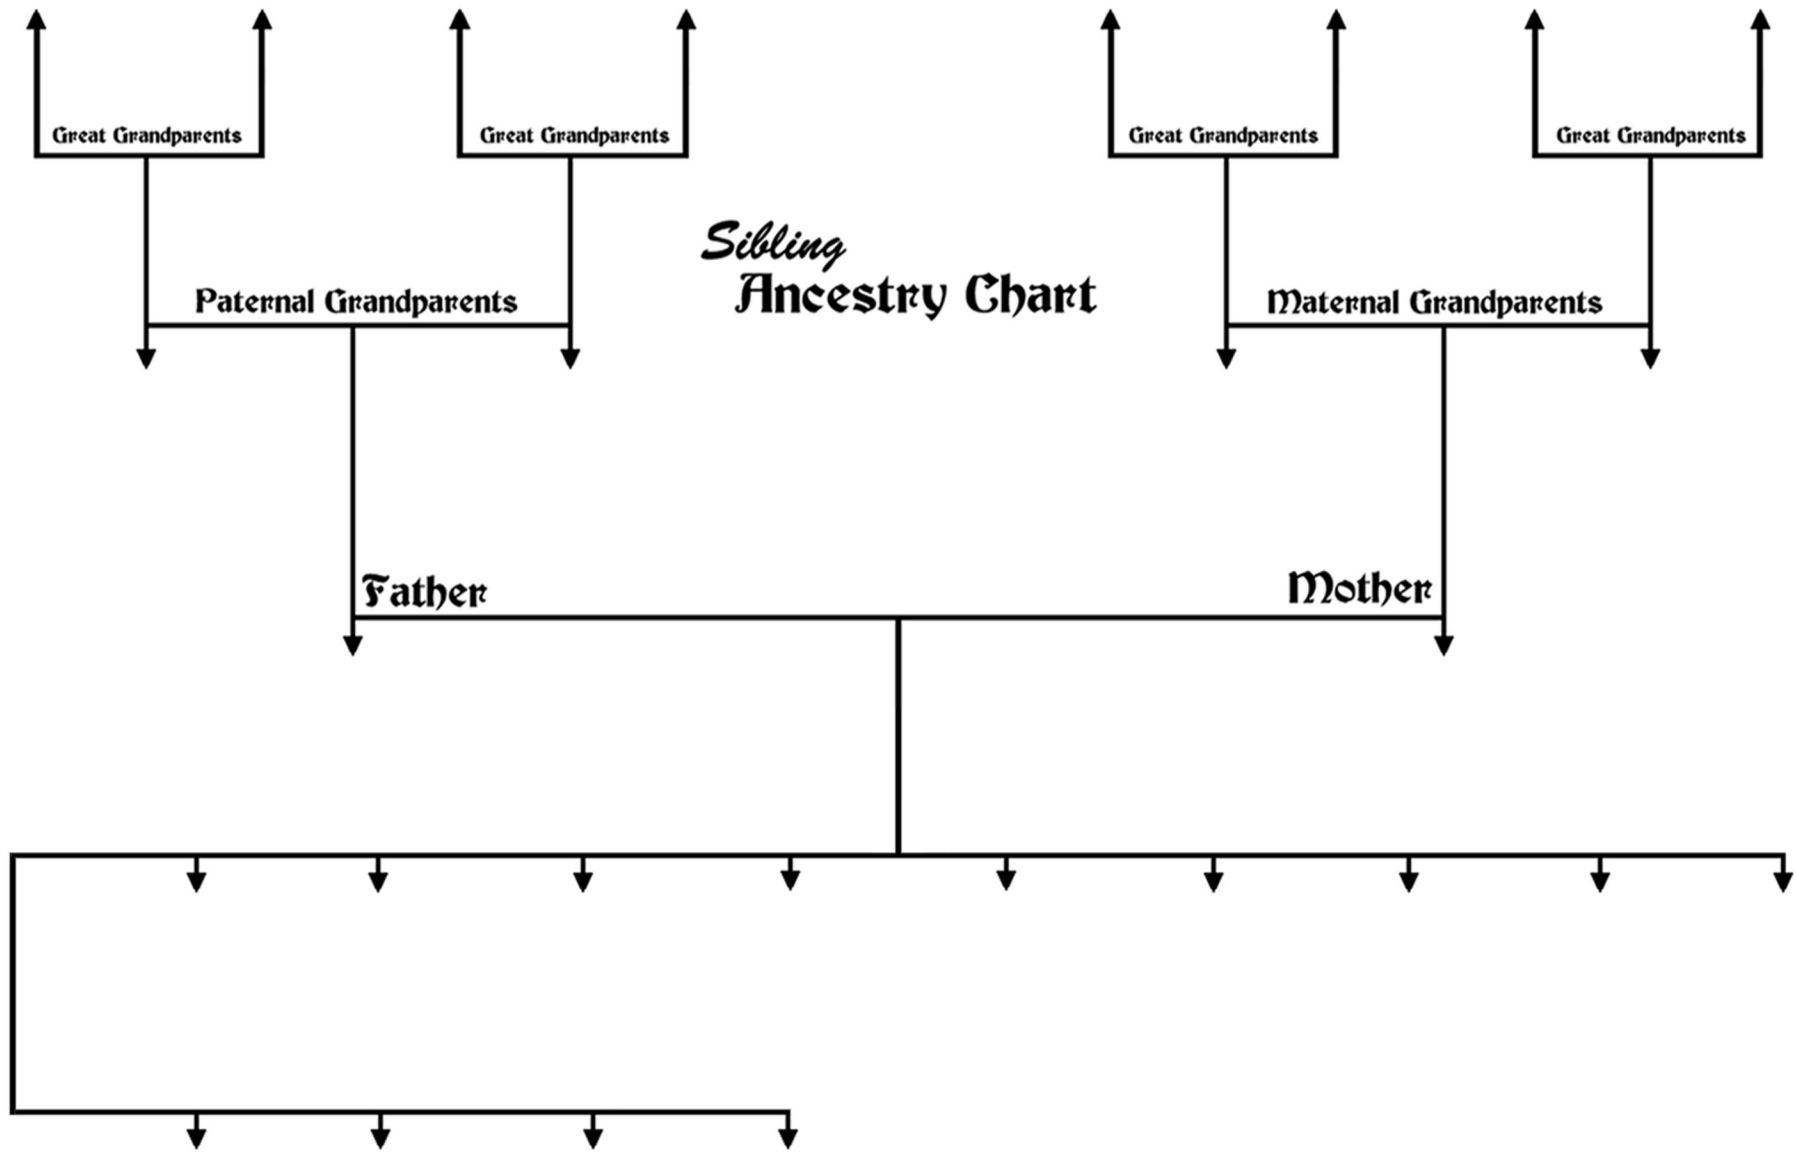 Great Grandparents
Great Grandparents
Great Grandparents
Great Grandparents
Sibling
Ancestry Chart
Paternal Grandparents
Maternal Grandparents
Father
Mother